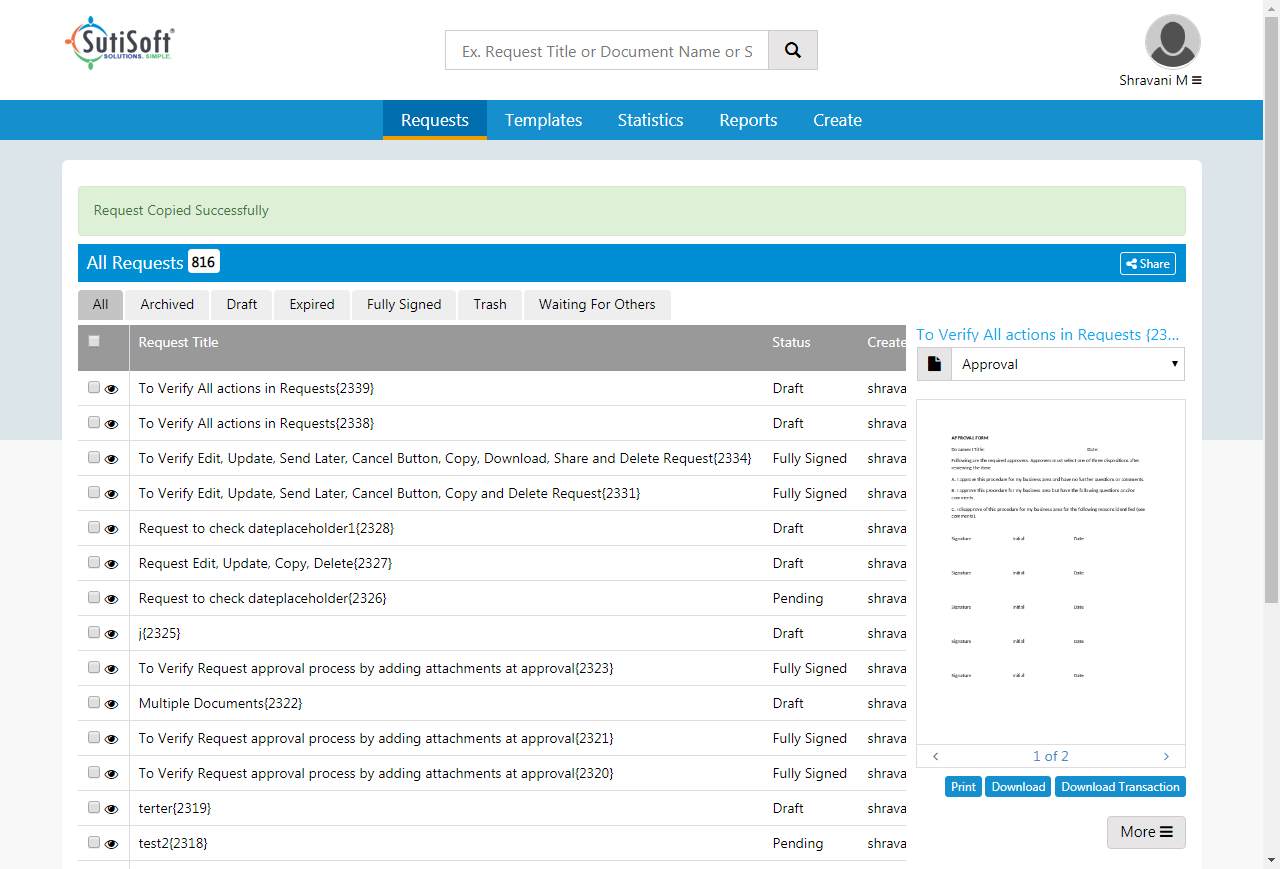 SutiSoft®
SOLUTIONS. SIMPLE.
Ex. Request Title or Document Name or S
Shravani M
Requests Templates Statistics Reports Create
Request Copied Successfully
All Requests 816
Share
All Archived Draft Expired Fully Signed Trash Waiting For Others
Request Title Status Create
To Verify All actions in Requests{2339} Draft shrava
To Verify All actions in Requests{2338} Draft shrava
To Verify Edit, Update, Send Later, Cancel Button, Copy, Download, Share and Delete Request{2334} Fully Signed shrava
To Verify Edit, Update, Send Later, Cancel Button, Copy and Delete Request{2331} Fully Signed shrava
Request to check dateplaceholder1{2328} Draft shrava
Request Edit, Update, Copy, Delete{2327} Draft shrava
Request to check dateplaceholder{2326} Pending shrava
j{2325} Draft shrava
To Verify Request approval process by adding attachments at approval{2323} Fully Signed shrava
Multiple Documents{2322} Draft shrava
To Verify Request approval process by adding attachments at approval{2321} Fully Signed shrava
To Verify Request approval process by adding attachments at approval{2320} Fully Signed shrava
terter{2319} Draft shrava
test2{2318} Pending shrava
To Verify All actions in Requests {23...
Approval
APPROVAL FORM
Document Title: Date:
Following are the required approvers. Approvers must select one of three dispositions after
reviewing the item:
A. I approve this procedure for my business area and have no further questions or comments.
B. I approve this procedure for my business area but have the following questions and/or
comments.
C. I disapprove of this procedure for my business area for the following reasons identified (see
comments).
Signature Initial Date
Signature Initial Date
Signature Initial Date
Signature Initial Date
Signature Initial Date
1 of 2
Print Download Download Transaction
More